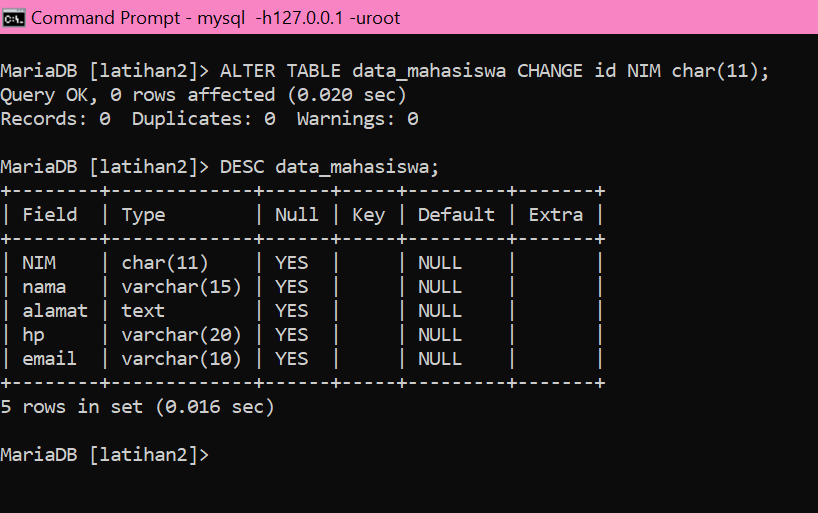 Command Prompt - mysql  -h127.0.0.1 -uroot
MariaDB [latihan2]> ALTER TABLE data_mahasiswa CHANGE id NIM char(11);
Query OK, 0 rows affected (0.020 sec)
Records: 0  Duplicates: 0  Warnings: 0
MariaDB [latihan2]> DESC data_mahasiswa;
+--------+-------------+------+-----+---------+-------+
| Field  | Type        | Null | Key | Default | Extra |
+--------+-------------+------+-----+---------+-------+
| NIM    | char(11)    | YES  |     | NULL    |       |
| nama   | varchar(15) | YES  |     | NULL    |       |
| alamat | text        | YES  |     | NULL    |       |
| hp     | varchar(20) | YES  |     | NULL    |       |
| email  | varchar(10) | YES  |     | NULL    |       |
+--------+-------------+------+-----+---------+-------+
5 rows in set (0.016 sec)
MariaDB [latihan2]>